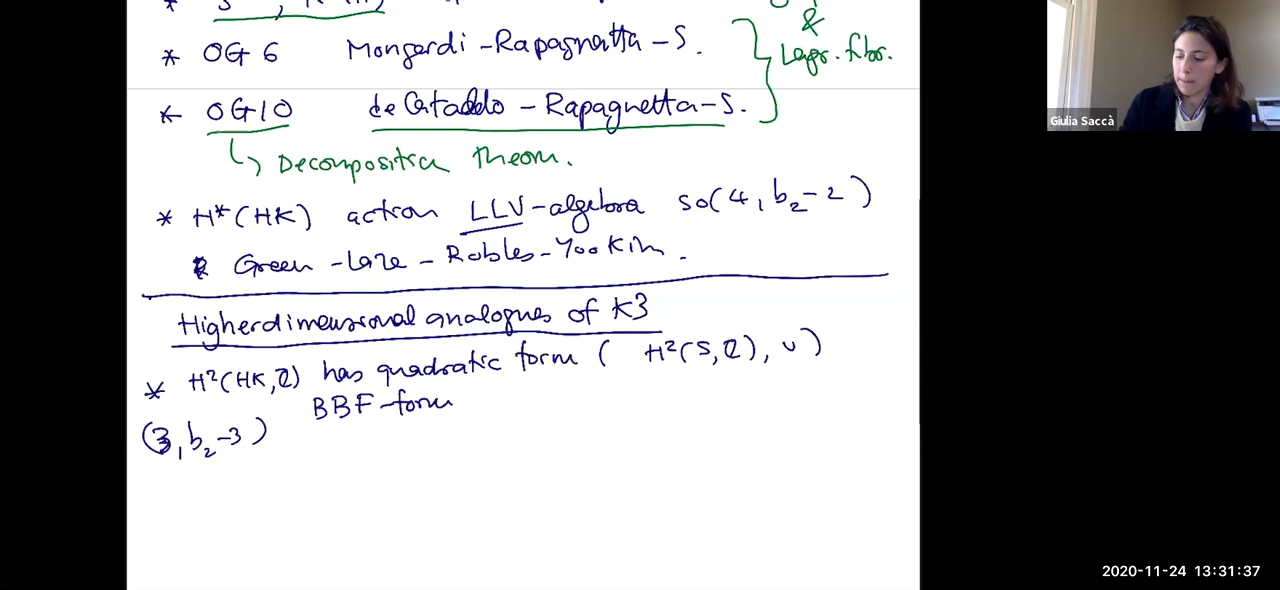 * OG 6 Mongardi - Rapagnetta - S.
&
Lagr. fibr.
* OG10 de Cataldo - Rapagnetta - S.
↳ Decomposition theorem.
* H*(HK) action LLV-algebra so(4, b₂-2)
Green - Laza - Robles - Yoo Kim.
Higher dimensional analogues of K3
* H²(HK, Z) has quadratic form ( H²(S, Z), ∪ )
BBF-form
(3, b₂-3)
Giulia Saccà
2020-11-24 13:31:37